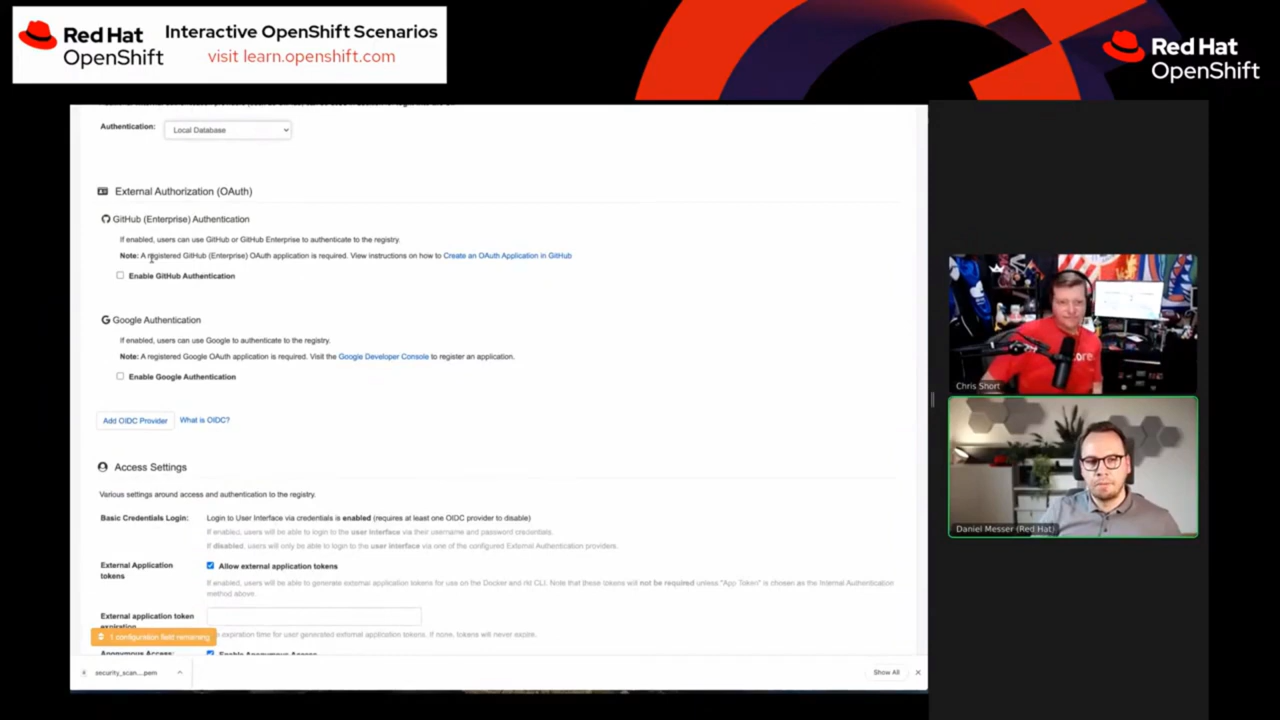 Red Hat
OpenShift
Interactive OpenShift Scenarios
visit learn.openshift.com
Red Hat
OpenShift
Authentication:
Local Database
External Authorization (OAuth)
GitHub (Enterprise) Authentication
If enabled, users can use GitHub or GitHub Enterprise to authenticate to the registry.
Note: A registered GitHub (Enterprise) OAuth application is required. View instructions on how to Create an OAuth Application in GitHub
Enable GitHub Authentication
Google Authentication
If enabled, users can use Google to authenticate to the registry.
Note: A registered Google OAuth application is required. Visit the Google Developer Console to register an application.
Enable Google Authentication
Add OIDC Provider
What is OIDC?
Access Settings
Various settings around access and authentication to the registry.
Basic Credentials Login:
Login to User Interface via credentials is enabled (requires at least one OIDC provider to disable)
If enabled, users will be able to login to the user interface via their username and password credentials.
If disabled, users will only be able to login to the user interface via one of the configured External Authentication providers.
External Application
tokens
Allow external application tokens
If enabled, users will be able to generate external application tokens for use on the Docker and rkt CLI. Note that these tokens will not be required unless "App Token" is chosen as the Internal Authentication
method above.
External application token
expiration
1 configuration field remaining
expiration time for user generated external application tokens. If none, tokens will never expire.
Anonymous Access:
Enable Anonymous Access
security_scan....pem
Show All
Chris Short
Daniel Messer (Red Hat)